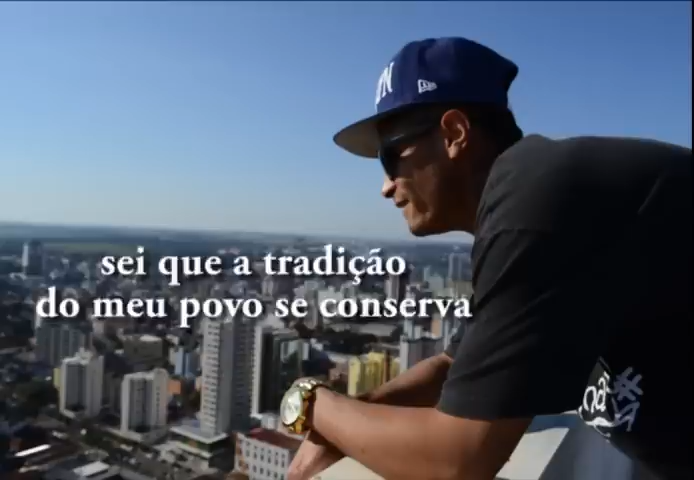 sei que a tradição
do meu povo se conserva